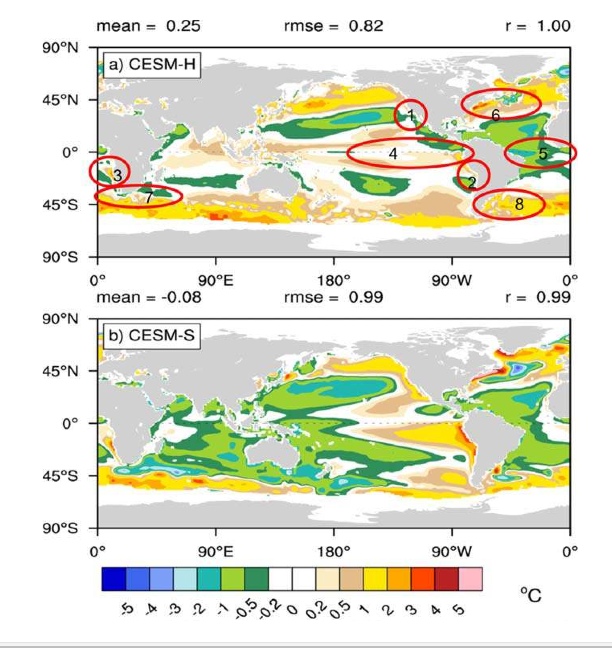 mean = 0.25 rmse = 0.82 r = 1.00
90°N
a) CESM-H
45°N
1
6
0°
4
5
3
2
7
8
45°S
90°S
0° 90°E 180° 90°W 0°
mean = -0.08 rmse = 0.99 r = 0.99
90°N
b) CESM-S
45°N
0°
45°S
90°S
0° 90°E 180° 90°W 0°
-5 -4 -3 -2 -1 -0.5 -0.2 0 0.2 0.5 1 2 3 4 5
°C